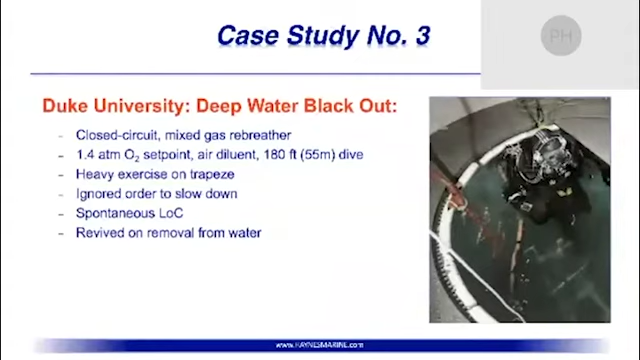 Case Study No. 3
PH
Duke University: Deep Water Black Out:
- Closed-circuit, mixed gas rebreather
- 1.4 atm O₂ setpoint, air diluent, 180 ft (55m) dive
- Heavy exercise on trapeze
- Ignored order to slow down
- Spontaneous LoC
- Revived on removal from water
www.HAYNESMARINE.com